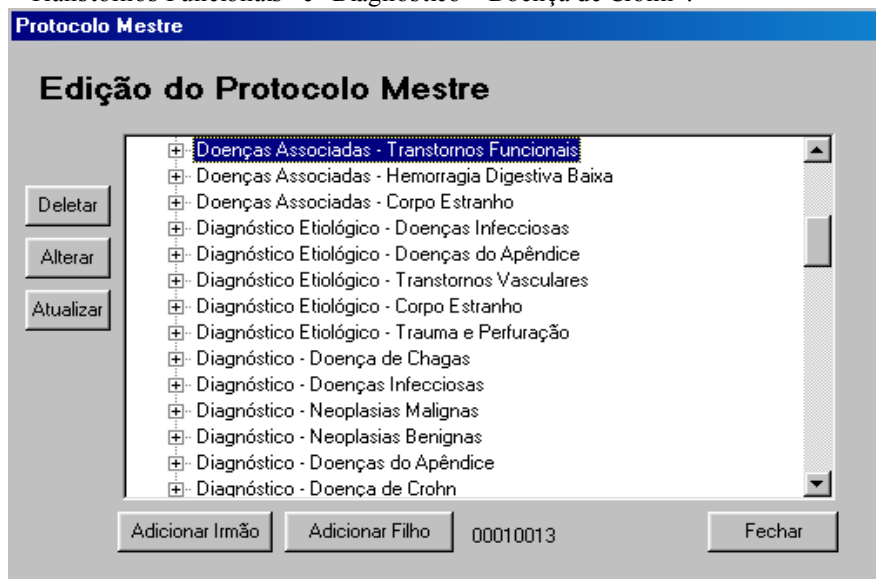 Transtornos Funcionais" e "Diagnóstico – Doença de Crohn".
Protocolo Mestre
Edição do Protocolo Mestre
Doenças Associadas - Transtornos Funcionais
Doenças Associadas - Hemorragia Digestiva Baixa
Doenças Associadas - Corpo Estranho
Diagnóstico Etiológico - Doenças Infecciosas
Diagnóstico Etiológico - Doenças do Apêndice
Diagnóstico Etiológico - Transtornos Vasculares
Diagnóstico Etiológico - Corpo Estranho
Diagnóstico Etiológico - Trauma e Perfuração
Diagnóstico - Doença de Chagas
Diagnóstico - Doenças Infecciosas
Diagnóstico - Neoplasias Malignas
Diagnóstico - Neoplasias Benignas
Diagnóstico - Doenças do Apêndice
Diagnóstico - Doença de Crohn
Deletar
Alterar
Atualizar
Adicionar Irmão Adicionar Filho 00010013 Fechar